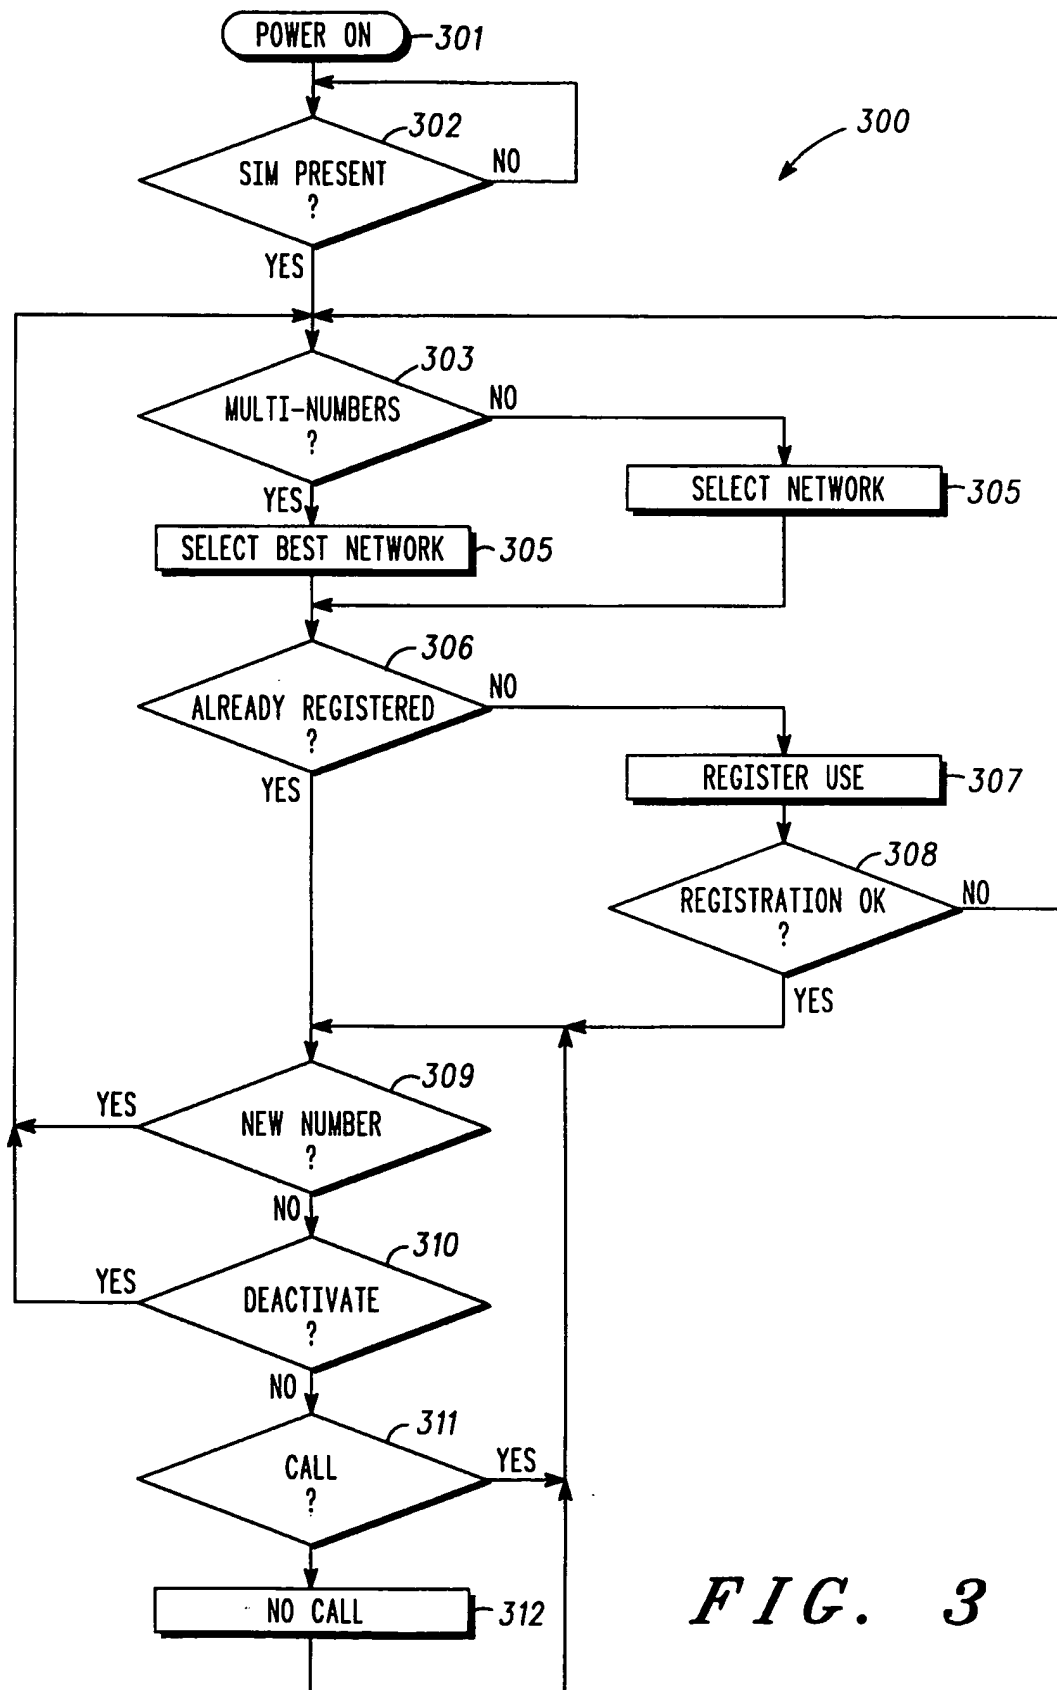 POWER ON 301
302
300
SIM PRESENT
?
NO
YES
303
MULTI-NUMBERS
?
NO
YES
SELECT NETWORK 305
SELECT BEST NETWORK 305
306
ALREADY REGISTERED
?
NO
YES
REGISTER USE 307
308
REGISTRATION OK
?
NO
YES
309
NEW NUMBER
?
YES
NO
310
DEACTIVATE
?
YES
NO
311
CALL
?
YES
NO CALL 312
FIG. 3